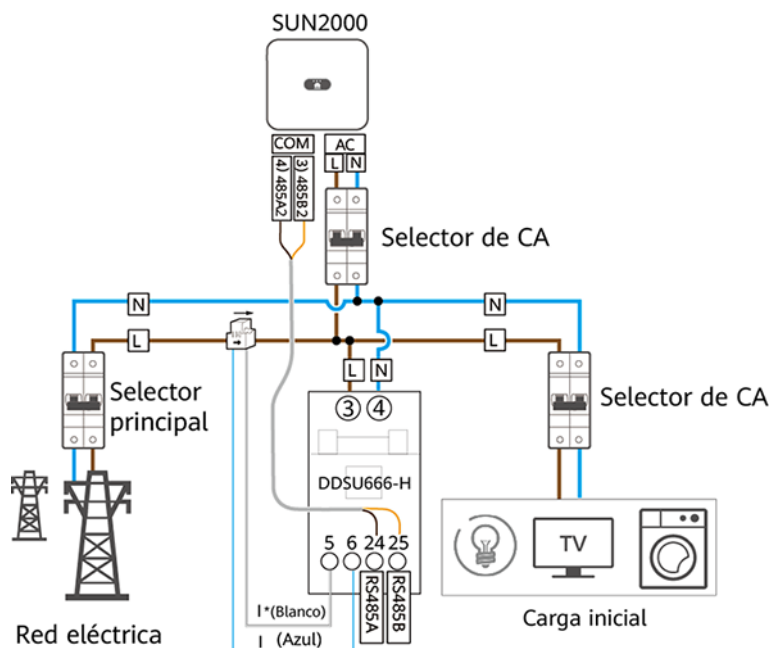 SUN2000
COM
AC
4) 485A2
3) 485B2
L
N
Selector de CA
N
N
L
L
L
N
Selector
principal
Selector de CA
3
4
DDSU666-H
5
6
24
25
TV
RS485A
RS485B
I*(Blanco)
I (Azul)
Carga inicial
Red eléctrica